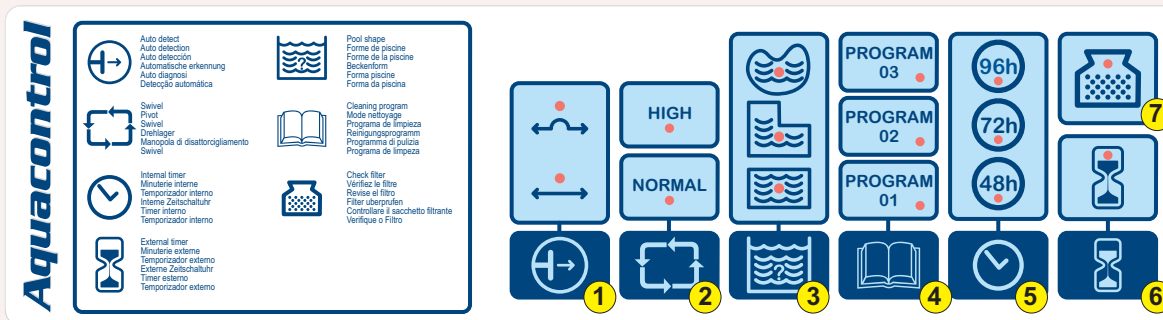 Aquacontrol
Auto detect
Auto detection
Auto detección
Automatische erkennung
Auto diagnosi
Detecção automática
Swivel
Pivot
Swivel
Drehlager
Manopola di disattorcigliamento
Swivel
Internal timer
Minuterie interne
Temporizador interno
Interne Zeitschaltuhr
Timer interno
Temporizador interno
External timer
Minuterie externe
Temporizador externo
Externe Zeitschaltuhr
Timer esterno
Temporizador externo
?
Pool shape
Forme de piscine
Forme de la piscine
Beckenform
Forma piscine
Forma da piscina
Cleaning program
Mode nettoyage
Programa de limpieza
Reinigungsprogramm
Programma di pulizia
Programa de limpeza
Check filter
Vérifiez le filtre
Revise el filtro
Filter uberprufen
Controllare il sacchetto filtrante
Verifique o Filtro
1
HIGH
NORMAL
2
?
3
PROGRAM
03
PROGRAM
02
PROGRAM
01
4
96h
72h
48h
5
7
6